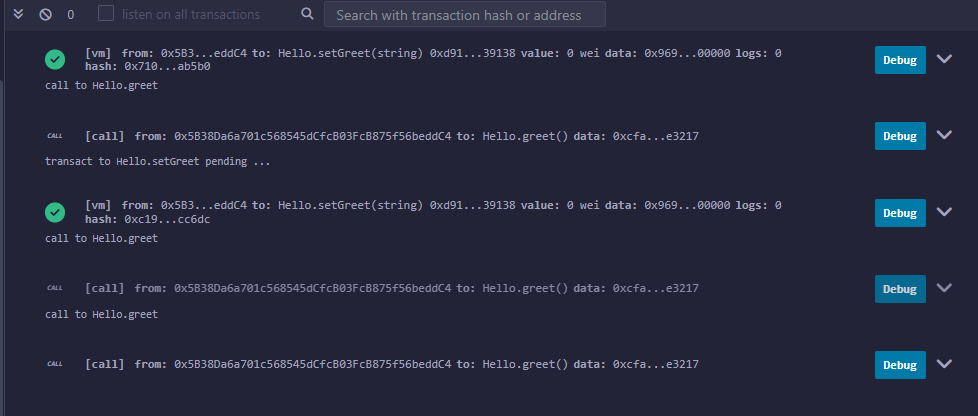 0 listen on all transactions Search with transaction hash or address
[vm] from: 0x5B3...eddC4 to: Hello.setGreet(string) 0xd91...39138 value: 0 wei data: 0x969...00000 logs: 0 Debug
hash: 0x710...ab5b0
call to Hello.greet
CALL [call] from: 0x5B38Da6a701c568545dCfcB03FcB875f56beddC4 to: Hello.greet() data: 0xcfa...e3217 Debug
transact to Hello.setGreet pending ...
[vm] from: 0x5B3...eddC4 to: Hello.setGreet(string) 0xd91...39138 value: 0 wei data: 0x969...00000 logs: 0 Debug
hash: 0xc19...cc6dc
call to Hello.greet
CALL [call] from: 0x5B38Da6a701c568545dCfcB03FcB875f56beddC4 to: Hello.greet() data: 0xcfa...e3217 Debug
call to Hello.greet
CALL [call] from: 0x5B38Da6a701c568545dCfcB03FcB875f56beddC4 to: Hello.greet() data: 0xcfa...e3217 Debug